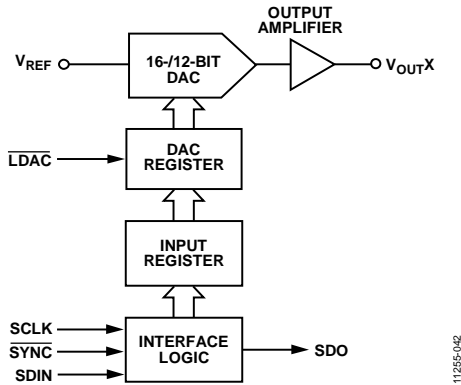 OUTPUT
AMPLIFIER
VREF
16-/12-BIT
DAC
VOUTX
LDAC
DAC
REGISTER
INPUT
REGISTER
SCLK
SYNC
SDIN
INTERFACE
LOGIC
SDO
11255-042